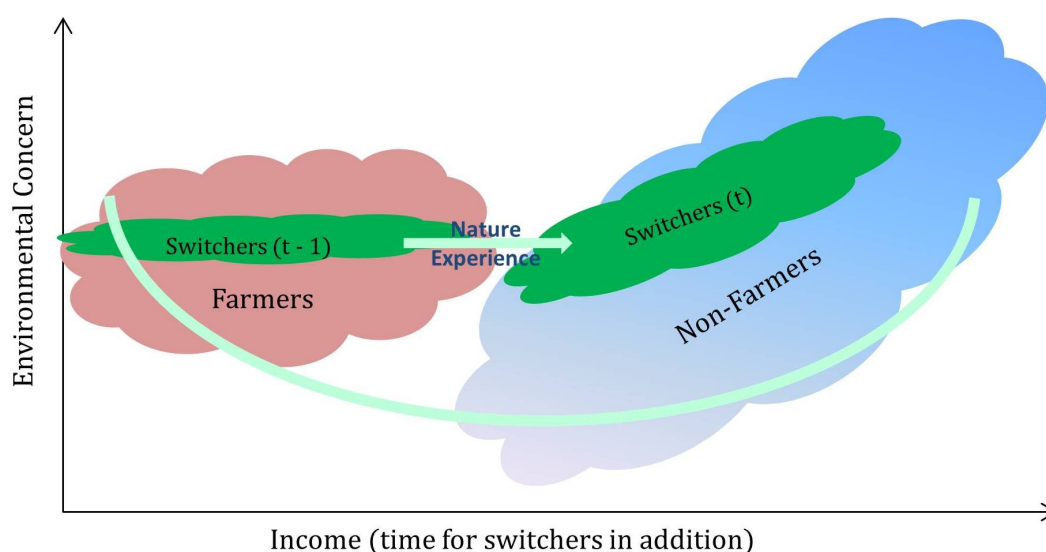 Environmental Concern
Switchers (t - 1)
Farmers
Nature
Experience
Switchers (t)
Non-Farmers
Income (time for switchers in addition)